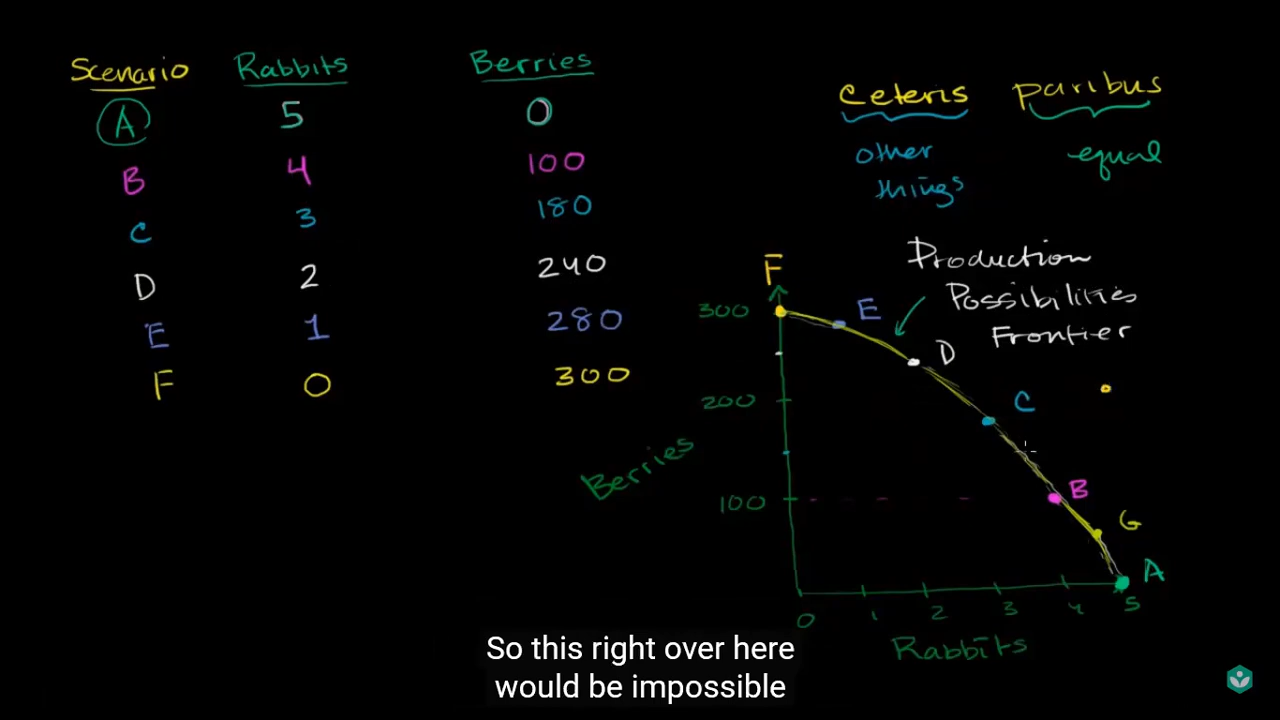 Scenario Rabbits Berries
A 5 0
B 4 100
C 3 180
D 2 240
E 1 280
F 0 300
Ceteris paribus
other equal
things
Production
Possibilities
Frontier
F
300
E
D
200
C
Berries
100
B
G
A
0 1 2 3 4 5
Rabbits
So this right over here
would be impossible